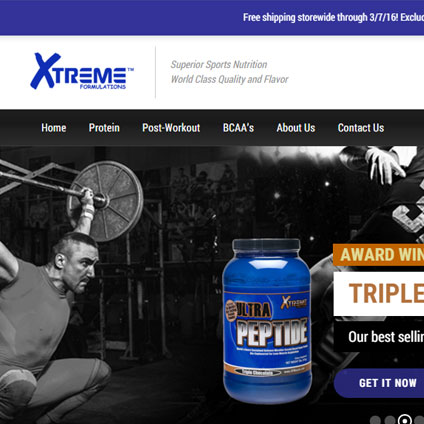 Free shipping storewide through 3/7/16! Exclu
XTREME™
FORMULATIONS
Superior Sports Nutrition
World Class Quality and Flavor
Home Protein Post-Workout BCAA's About Us Contact Us
AWARD WIN
TRIPLE
Our best sellin
GET IT NOW
XTREME
ULTRA
PEPTIDE
Triple Chocolate